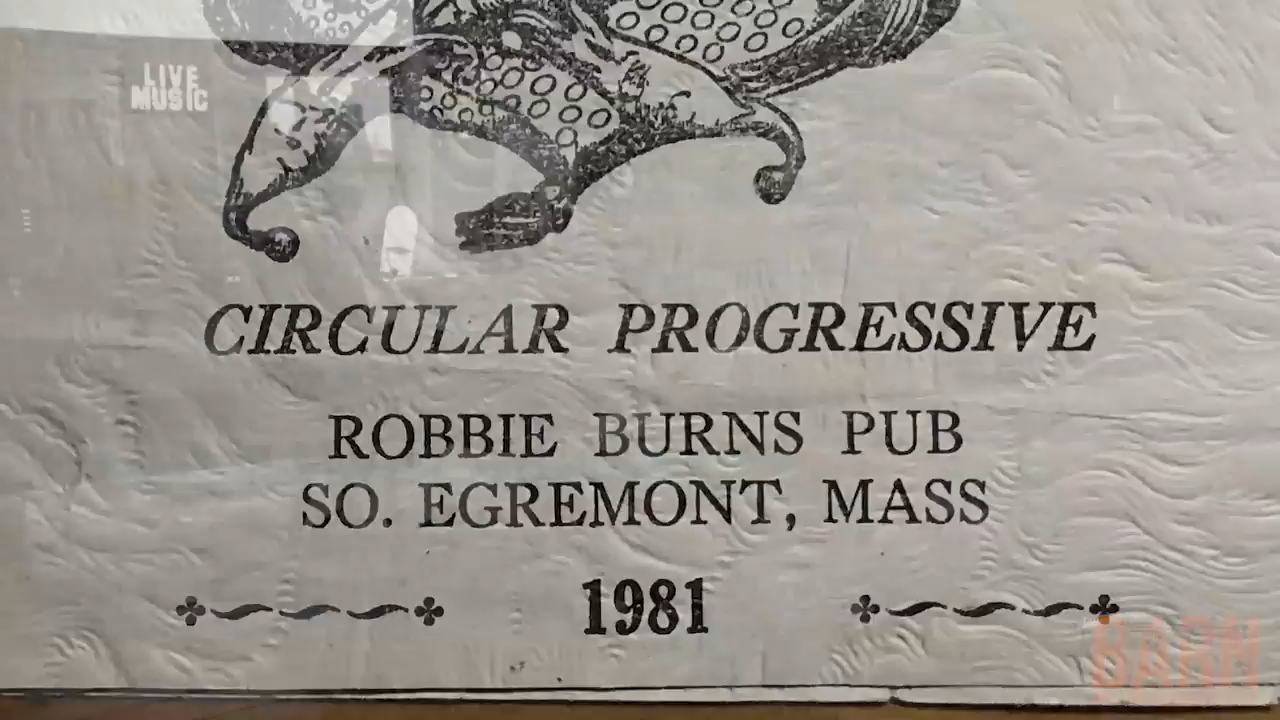 LIVE
MUSIC
CIRCULAR PROGRESSIVE
ROBBIE BURNS PUB
SO. EGREMONT, MASS
1981
BARN